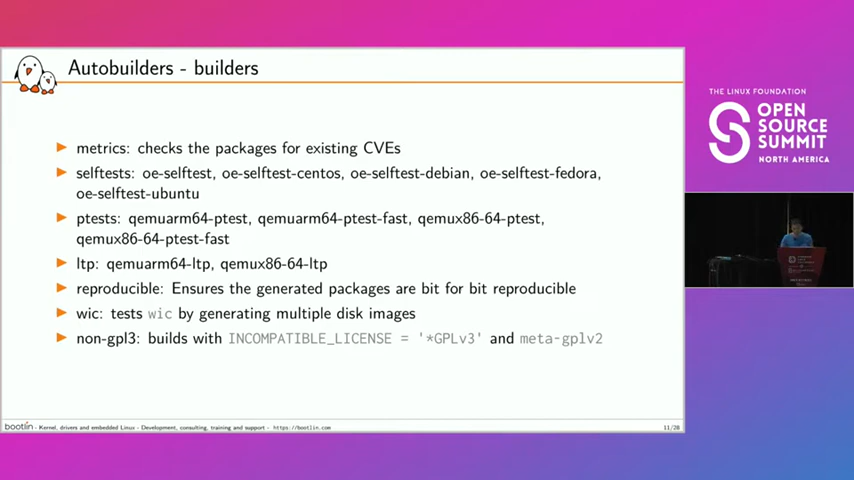 Autobuilders - builders
THE LINUX FOUNDATION
OPEN
SOURCE
SUMMIT
NORTH AMERICA
metrics: checks the packages for existing CVEs
selftests: oe-selftest, oe-selftest-centos, oe-selftest-debian, oe-selftest-fedora,
oe-selftest-ubuntu
ptests: qemuarm64-ptest, qemuarm64-ptest-fast, qemux86-64-ptest,
qemux86-64-ptest-fast
ltp: qemuarm64-ltp, qemux86-64-ltp
reproducible: Ensures the generated packages are bit for bit reproducible
wic: tests wic by generating multiple disk images
non-gpl3: builds with INCOMPATIBLE_LICENSE = '*GPLv3' and meta-gplv2
bootlin - Kernel, drivers and embedded Linux - Development, consulting, training and support - https://bootlin.com
11/28